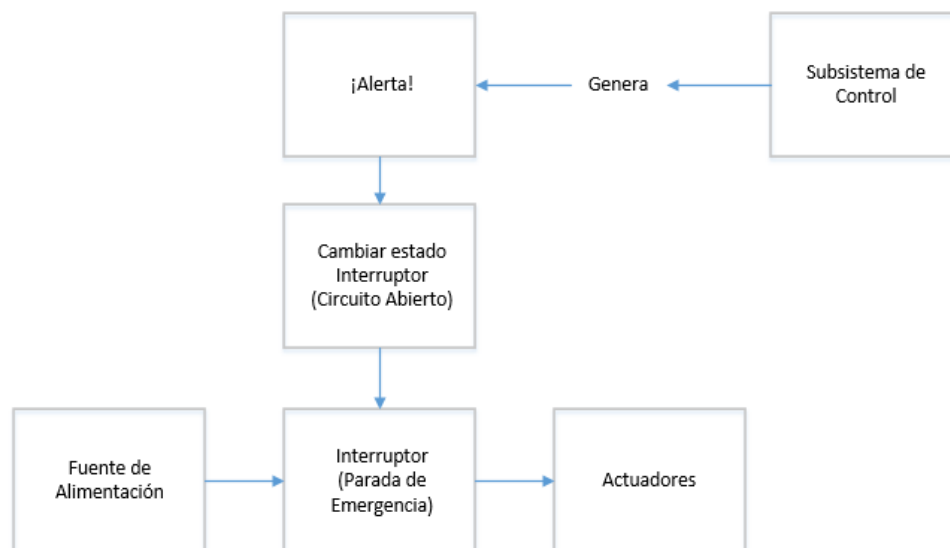 ¡Alerta!
Genera
Subsistema de
Control
Cambiar estado
Interruptor
(Circuito Abierto)
Fuente de
Alimentación
Interruptor
(Parada de
Emergencia)
Actuadores